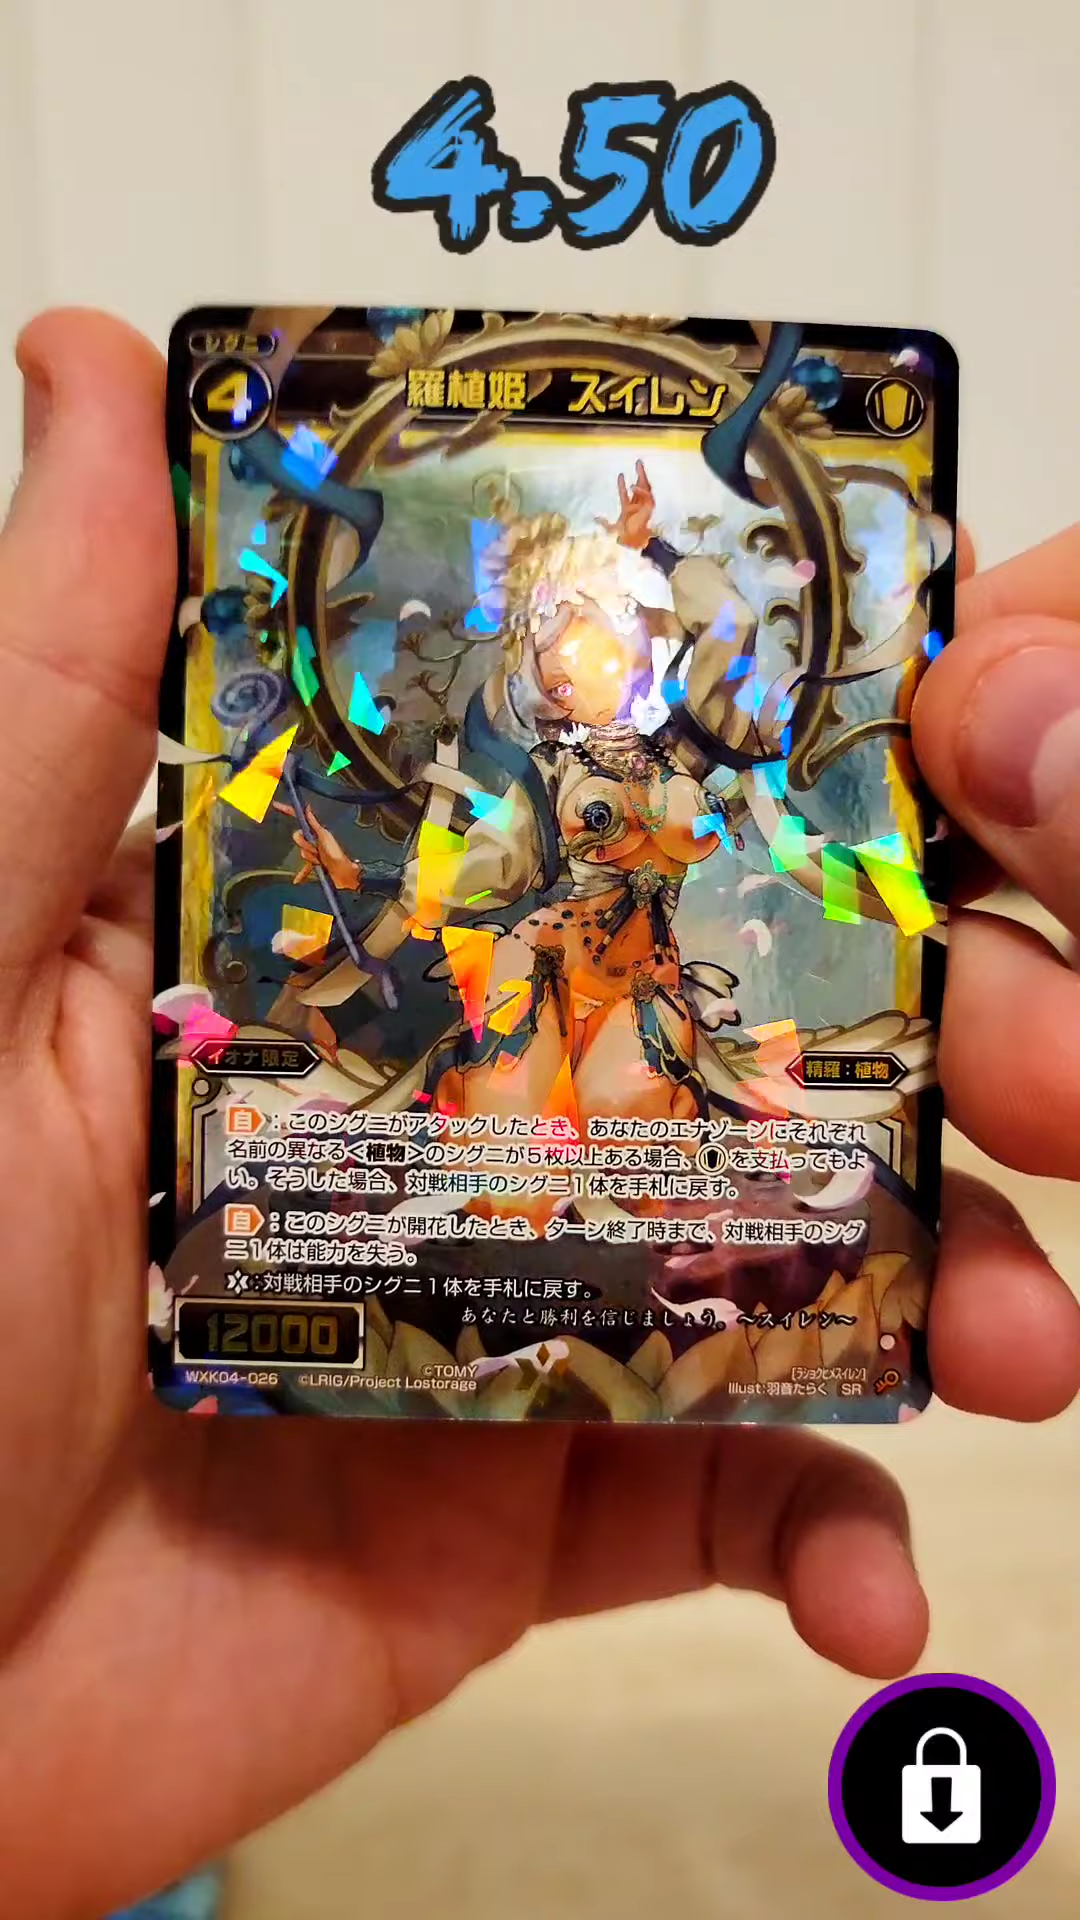 4.50
シグニ
4
羅植姫 スイレン
イオナ限定
精羅：植物
自：このシグニがアタックしたとき、あなたのエナゾーンにそれぞれ
名前の異なる<植物>のシグニが5枚以上ある場合、を支払ってもよ
い。そうした場合、対戦相手のシグニ1体を手札に戻す。
自：このシグニが開花したとき、ターン終了時まで、対戦相手のシグ
ニ1体は能力を失う。
：対戦相手のシグニ1体を手札に戻す。
あなたと勝利を信じましょう。～スイレン～
12000
WXK04-026 ©LRIG/Project Lostorage
©TOMY
[ラショクヒメスイレン]
Illust:羽音たらく SR